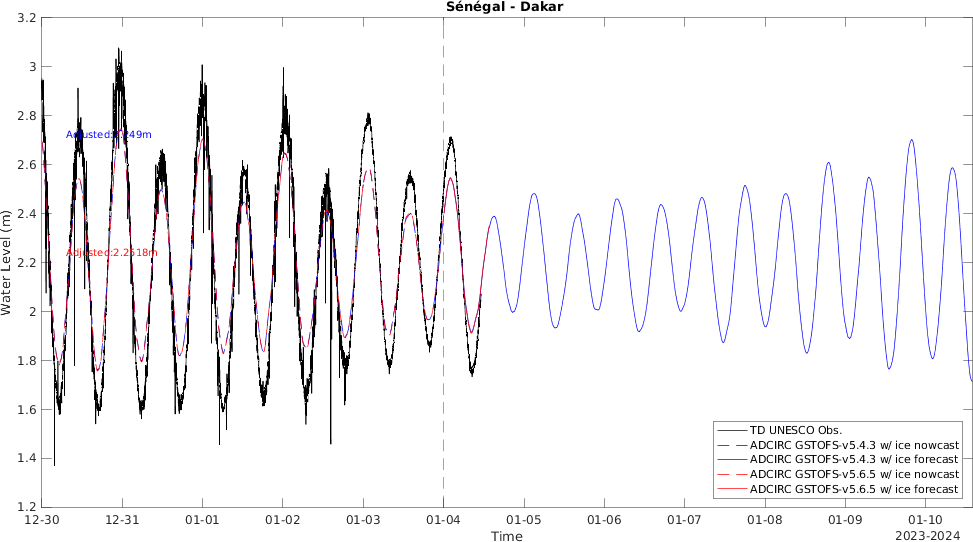 Sénégal - Dakar
3.2
3
2.8
2.6
2.4
2.2
2
1.8
1.6
1.4
1.2
Water Level (m)
Adjusted:
Adjusted:2.2618m
TD UNESCO Obs.
ADCIRC GSTOFS-v5.4.3 w/ ice nowcast
ADCIRC GSTOFS-v5.4.3 w/ ice forecast
ADCIRC GSTOFS-v5.6.5 w/ ice nowcast
ADCIRC GSTOFS-v5.6.5 w/ ice forecast
12-30 12-31 01-01 01-02 01-03 01-04 01-05 01-06 01-07 01-08 01-09 01-10
Time
2023-2024